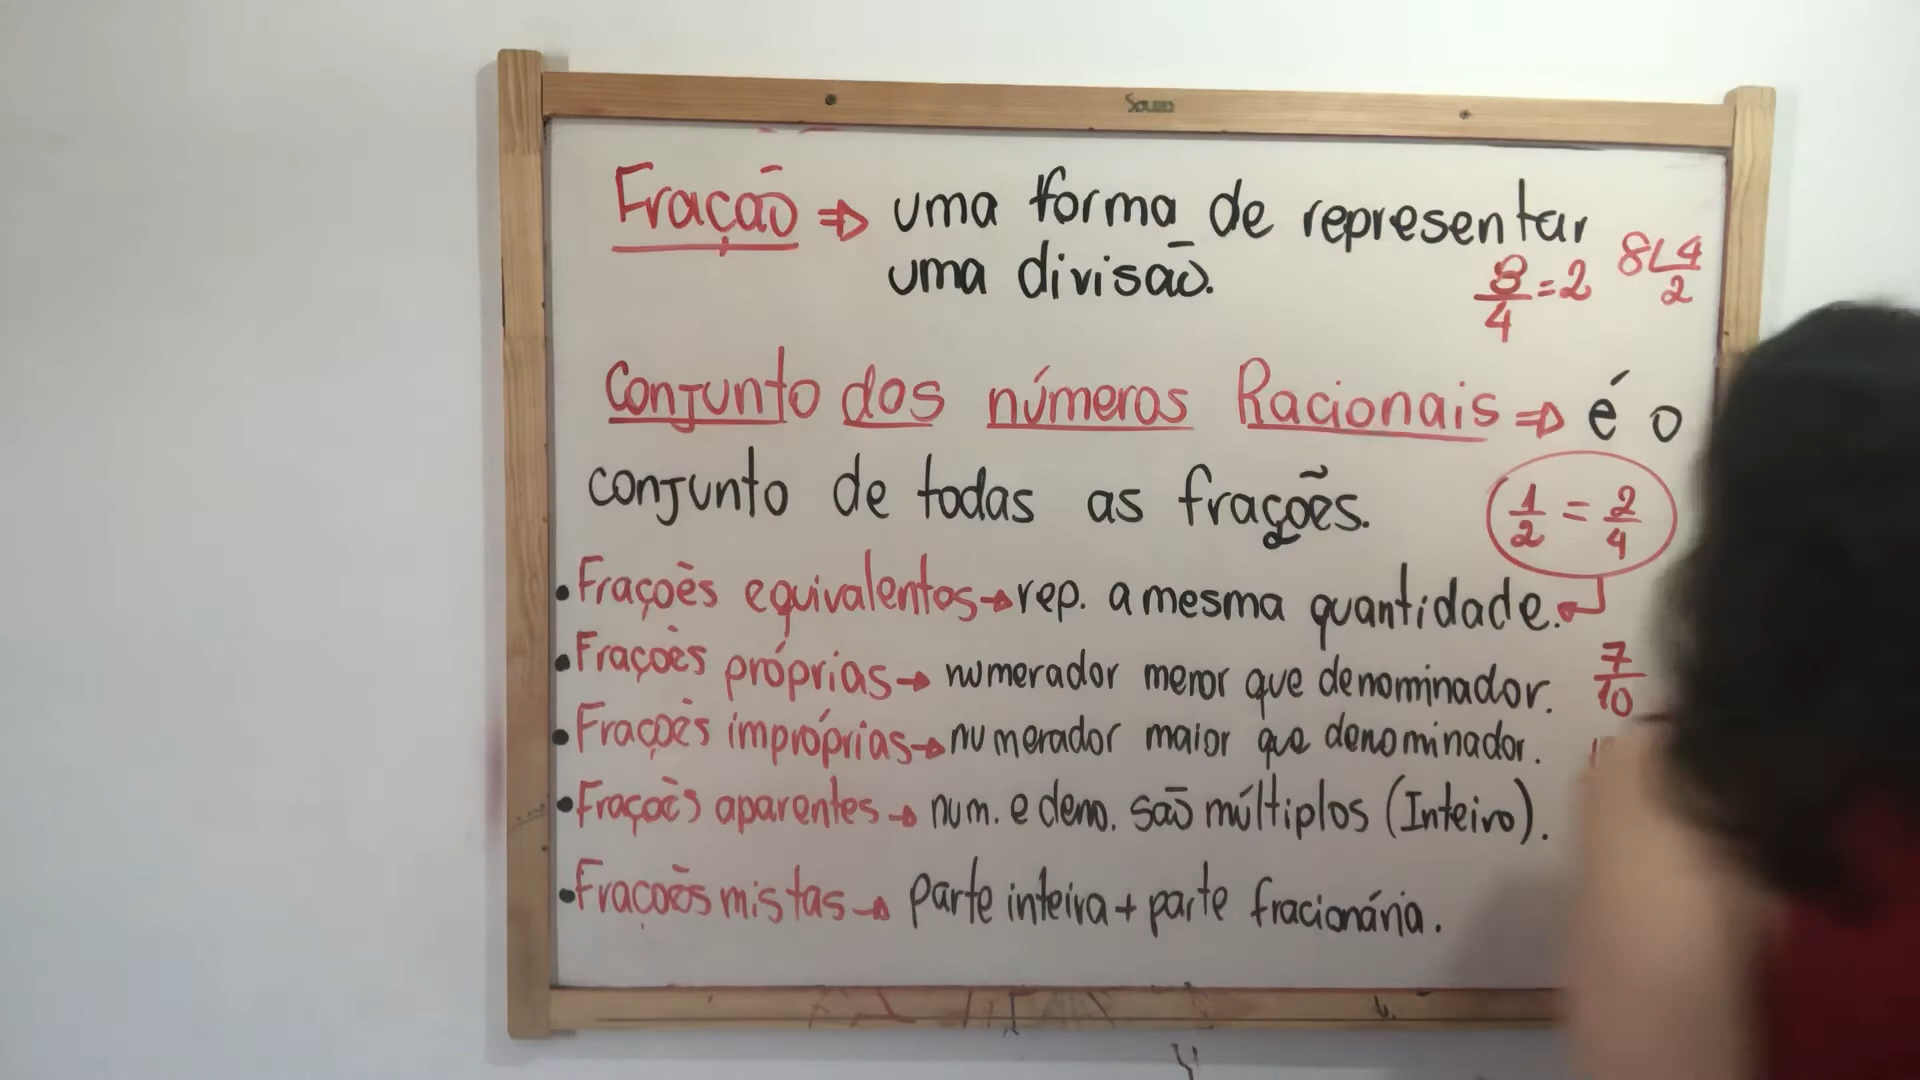 Souza
Fração ⇒ uma forma de representar
uma divisão.
8/4 = 2
8 4
2
Conjunto dos números Racionais ⇒ é o
conjunto de todas as frações.
1/2 = 2/4
• Frações equivalentes → rep. a mesma quantidade.
• Frações próprias → numerador menor que denominador.
7/10
• Frações impróprias → numerador maior que denominador.
• Frações aparentes → num. e deno. são múltiplos (Inteiro).
• Frações mistas → parte inteira + parte fracionária.